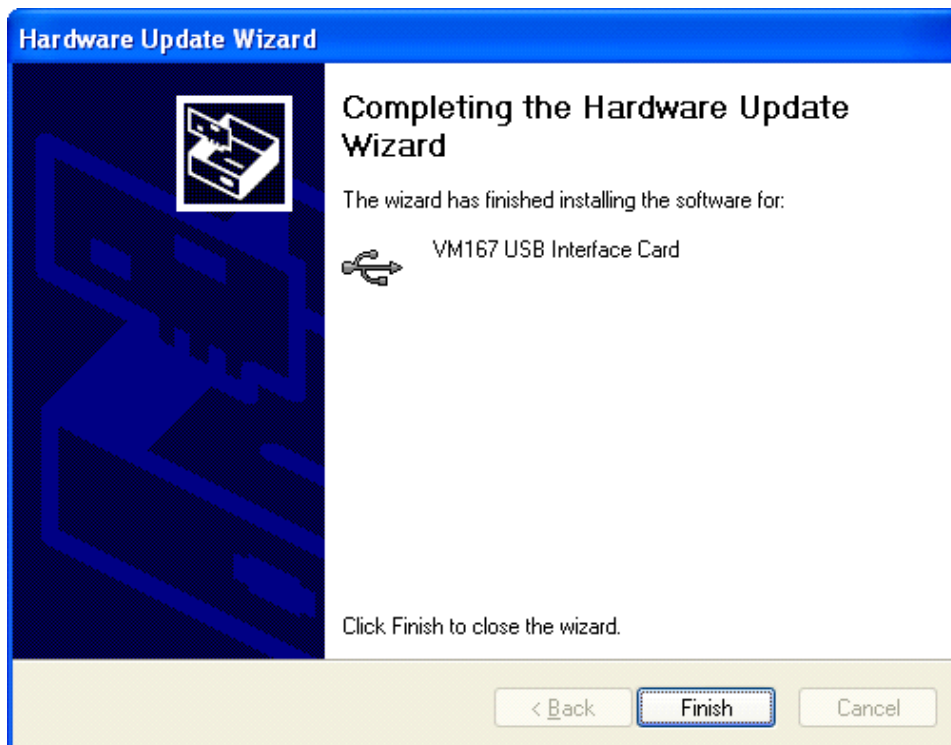 Hardware Update Wizard
Completing the Hardware Update
Wizard
The wizard has finished installing the software for:
VM167 USB Interface Card
Click Finish to close the wizard.
< Back
Finish
Cancel